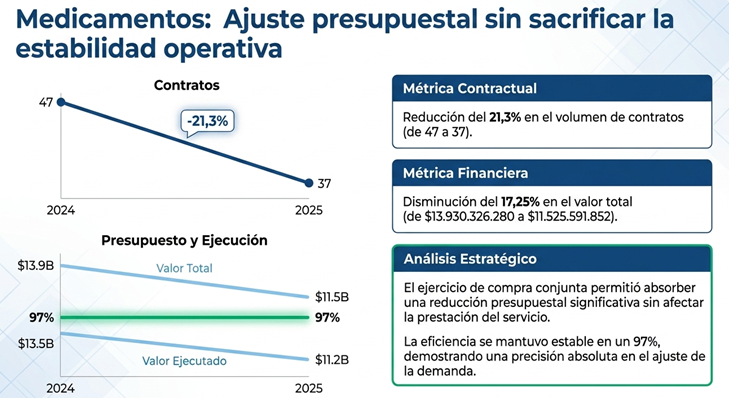 Medicamentos: Ajuste presupuestal sin sacrificar la
estabilidad operativa
Contratos
47
-21,3%
37
2024
2025
Presupuesto y Ejecución
$13.9B
Valor Total
$11.5B
97%
97%
$13.5B
Valor Ejecutado
$11.2B
2024
2025
Métrica Contractual
Reducción del 21,3% en el volumen de contratos
(de 47 a 37).
Métrica Financiera
Disminución del 17,25% en el valor total
(de $13.930.326.280 a $11.525.591.852).
Análisis Estratégico
El ejercicio de compra conjunta permitió absorber
una reducción presupuestal significativa sin afectar
la prestación del servicio.
La eficiencia se mantuvo estable en un 97%,
demostrando una precisión absoluta en el ajuste de
la demanda.